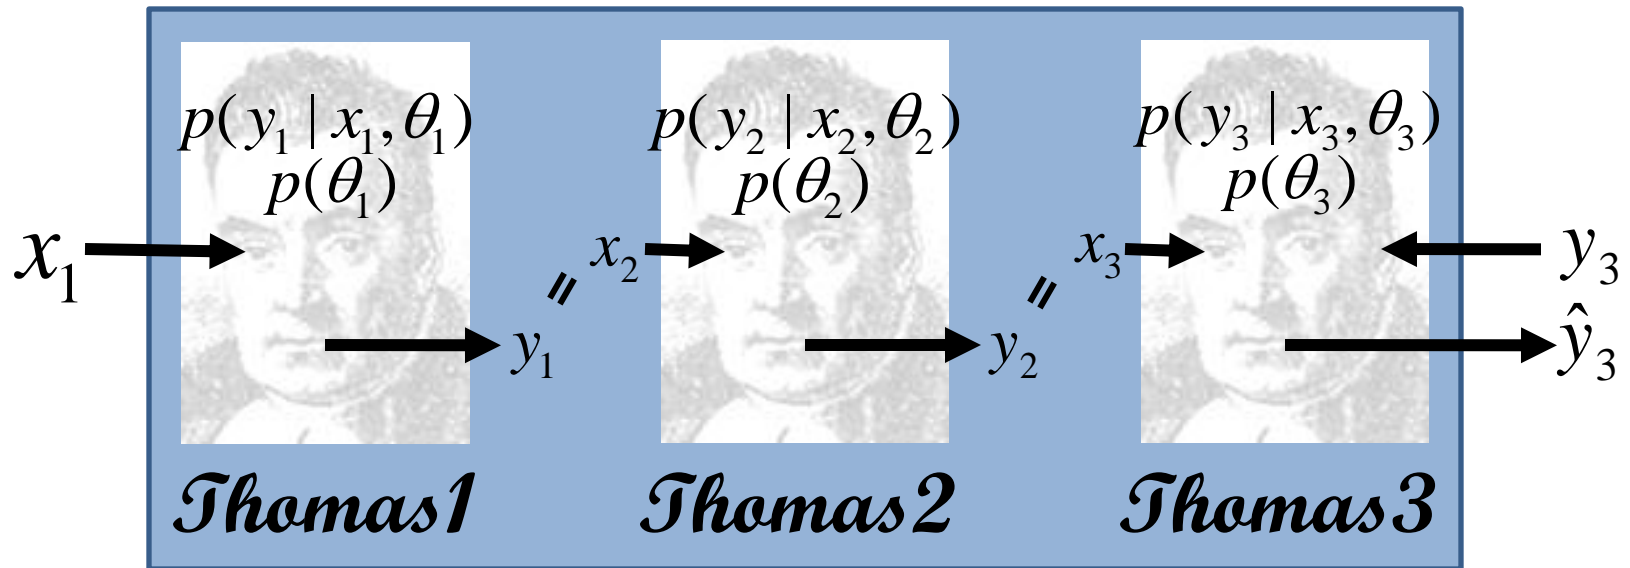 p(y₁ | x₁, θ₁)
p(θ₁)
x₁
y₁
Thomas1
=
p(y₂ | x₂, θ₂)
p(θ₂)
x₂
y₂
Thomas2
=
p(y₃ | x₃, θ₃)
p(θ₃)
x₃
y₃
ŷ₃
Thomas3